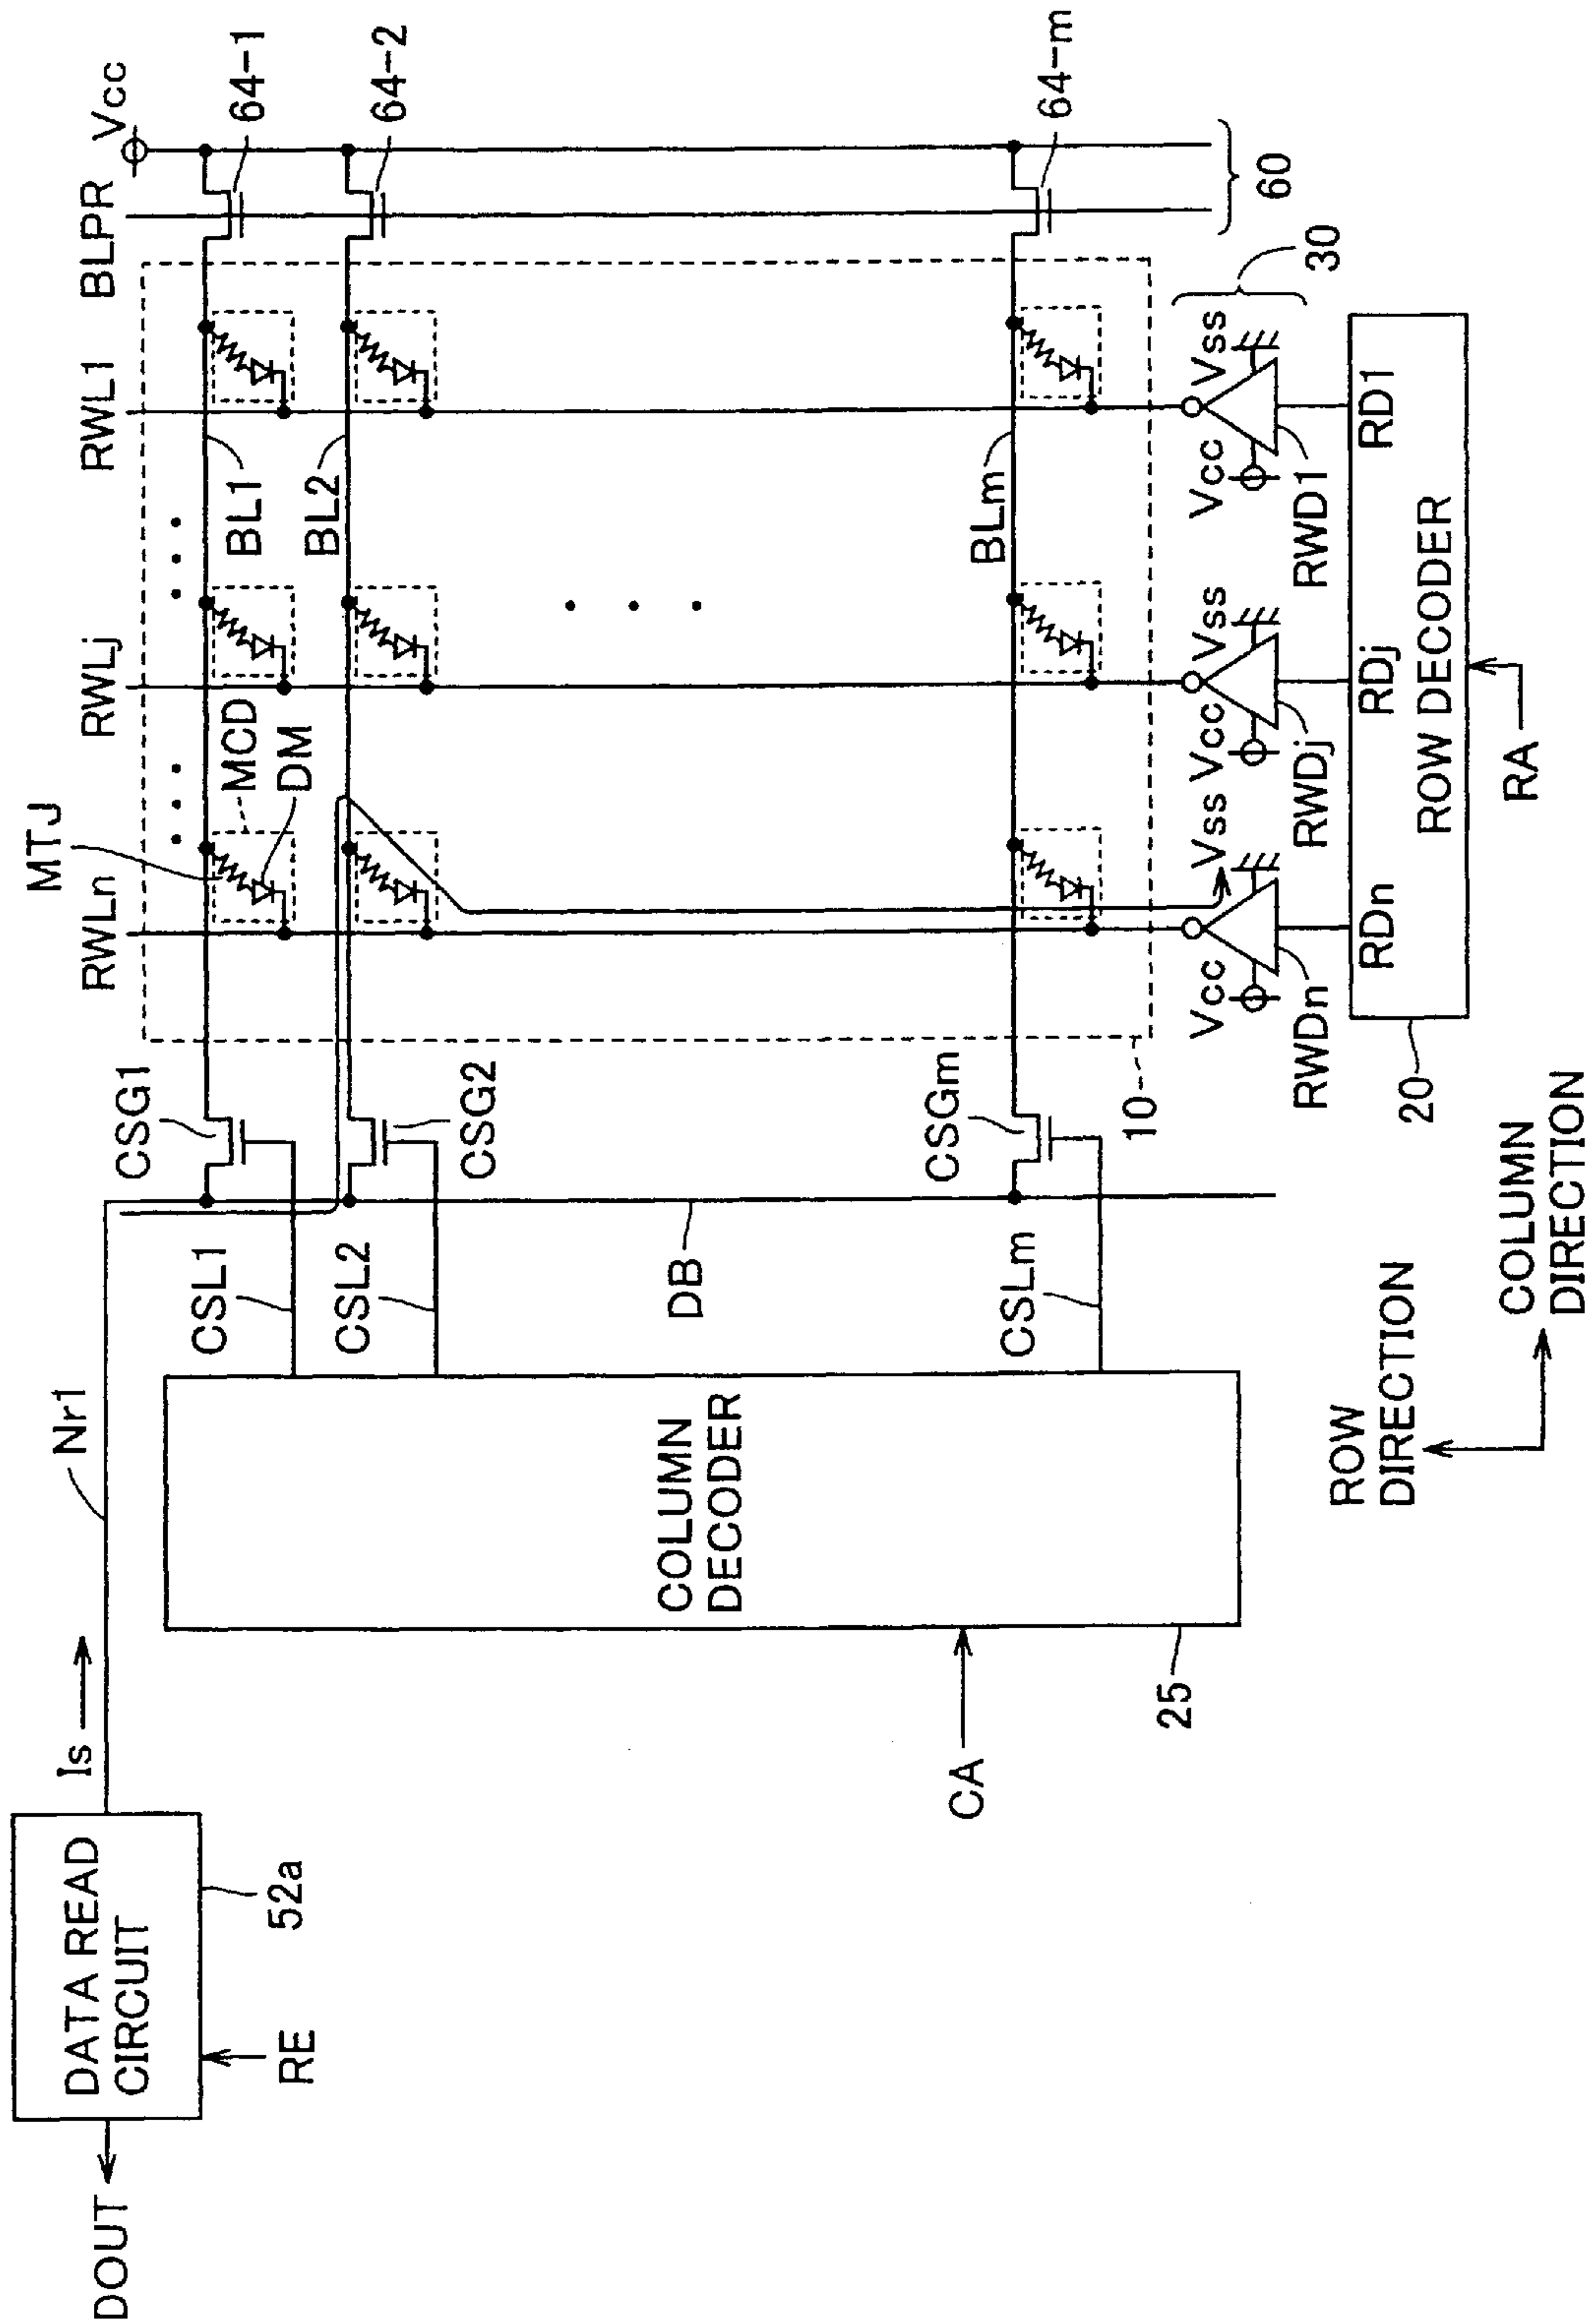 DOUT
DATA READ
CIRCUIT
RE
52a
Is
Nr1
CA
25
COLUMN
DECODER
CSL1
CSL2
CSLm
DB
CSG1
CSG2
CSGm
10
RWLn
RWLj
RWL1
BLPR
Vcc
MTJ
MCD
DM
BL1
BL2
BLm
64-1
64-2
64-m
60
30
Vcc
Vss
Vcc
Vss
Vcc
Vss
RWDn
RWDj
RWD1
RDn
RDj
RD1
ROW DECODER
20
RA
ROW
DIRECTION
COLUMN
DIRECTION